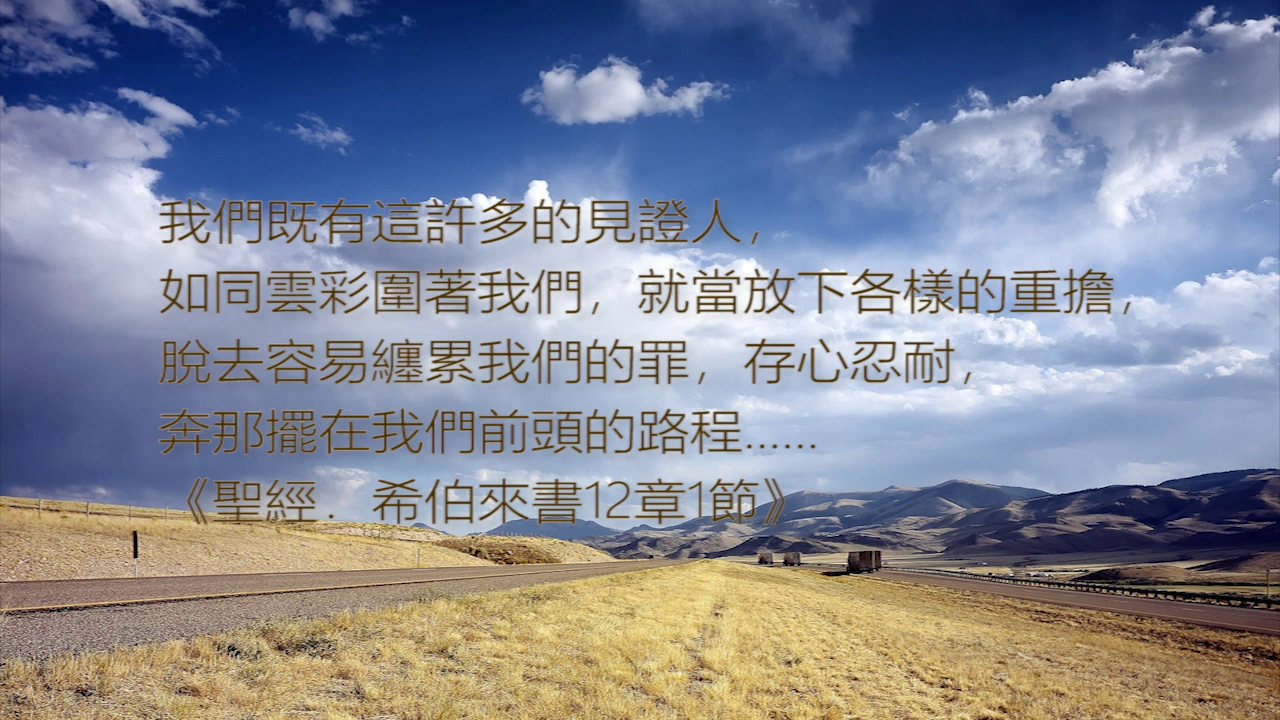 我們既有這許多的見證人，
如同雲彩圍著我們，就當放下各樣的重擔，
脫去容易纏累我們的罪，存心忍耐，
奔那擺在我們前頭的路程……
《聖經．希伯來書12章1節》